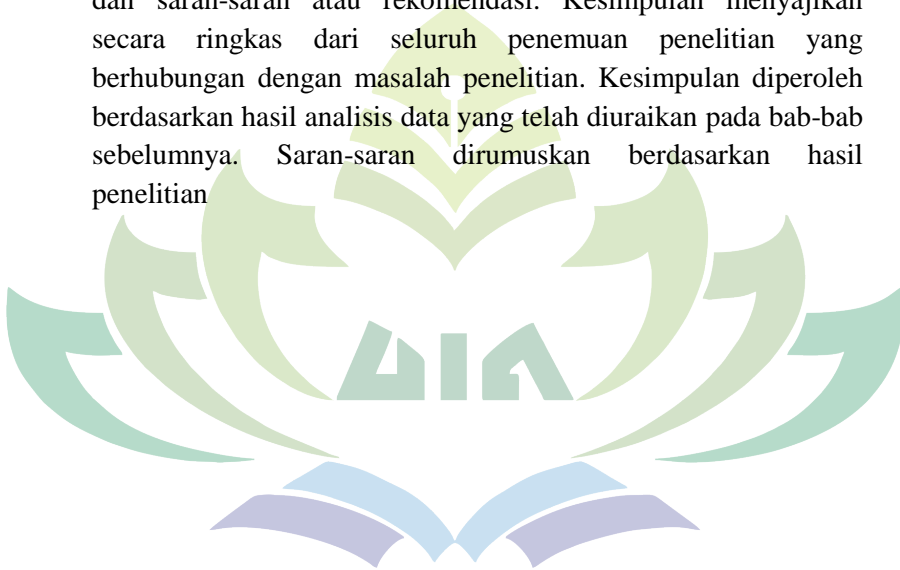 dan saran-saran atau rekomendasi. Kesimpulan menyajikan
secara ringkas dari seluruh penemuan penelitian yang
berhubungan dengan masalah penelitian. Kesimpulan diperoleh
berdasarkan hasil analisis data yang telah diuraikan pada bab-bab
sebelumnya. Saran-saran dirumuskan berdasarkan hasil
penelitian
UIN